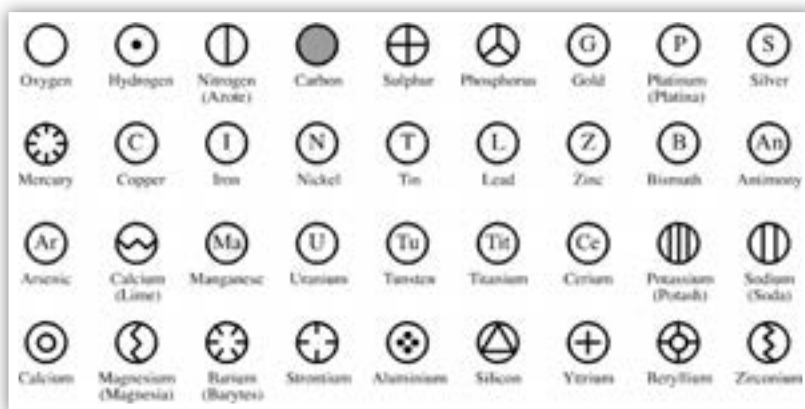 Oxygen Hydrogen Nitrogen Carbon Sulphur Phosphorus G Gold P Platinum S Silver
(Azote) (Platina)
Mercury C Copper I Iron N Nickel T Tin L Lead Z Zinc B Bismuth An Antimony
Ar Arsenic Calcium Ma Manganese U Uranium Tu Tunsten Tit Titanium Ce Cerium Potassium Sodium
(Lime) (Potash) (Soda)
Calcium Magnesium Barium Strontium Aluminium Silicon Yttrium Beryllium Zirconium
(Magnesia) (Barytes)